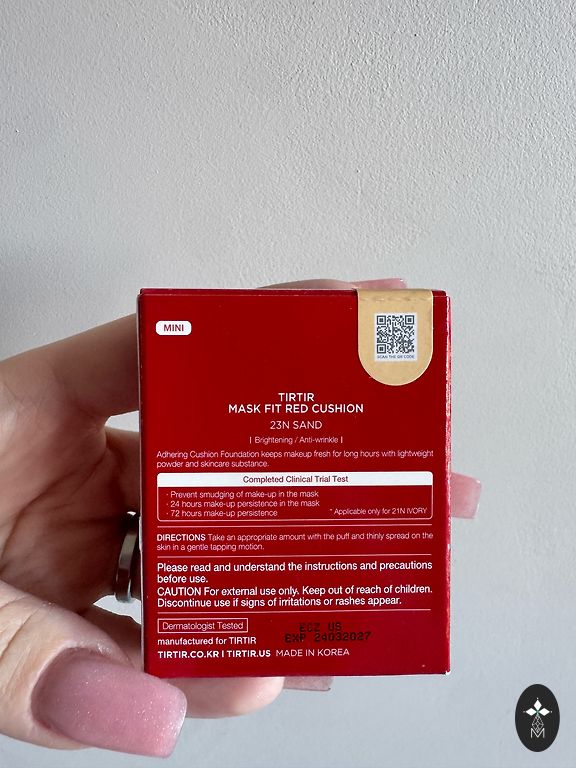 MINI
SCAN THE QR CODE
TIRTIR
MASK FIT RED CUSHION
23N SAND
| Brightening / Anti-wrinkle |
Adhering Cushion Foundation keeps makeup fresh for long hours with lightweight
powder and skincare substance.
Completed Clinical Trial Test
· Prevent smudging of make-up in the mask
· 24 hours make-up persistence in the mask
· 72 hours make-up persistence * Applicable only for 21N IVORY
DIRECTIONS Take an appropriate amount with the puff and thinly spread on the
skin in a gentle tapping motion.
Please read and understand the instructions and precautions
before use.
CAUTION For external use only. Keep out of reach of children.
Discontinue use if signs of irritations or rashes appear.
Dermatologist Tested
manufactured for TIRTIR
US
EXP 24032027
TIRTIR.CO.KR | TIRTIR.US MADE IN KOREA
M